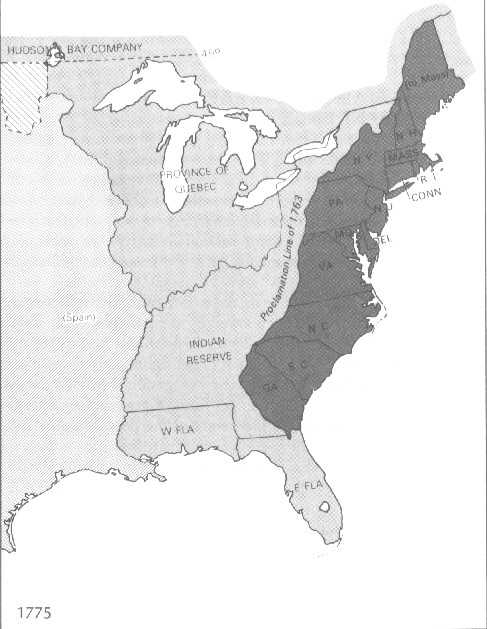 HUDSON'S BAY COMPANY
49°
(to Mass)
PROVINCE OF
QUEBEC
N Y
N H
MASS
R I
CONN
PA
N J
MD
DEL
VA
Proclamation Line of 1763
(Spain)
INDIAN
RESERVE
N C
S C
GA
W FLA
E FLA
1775